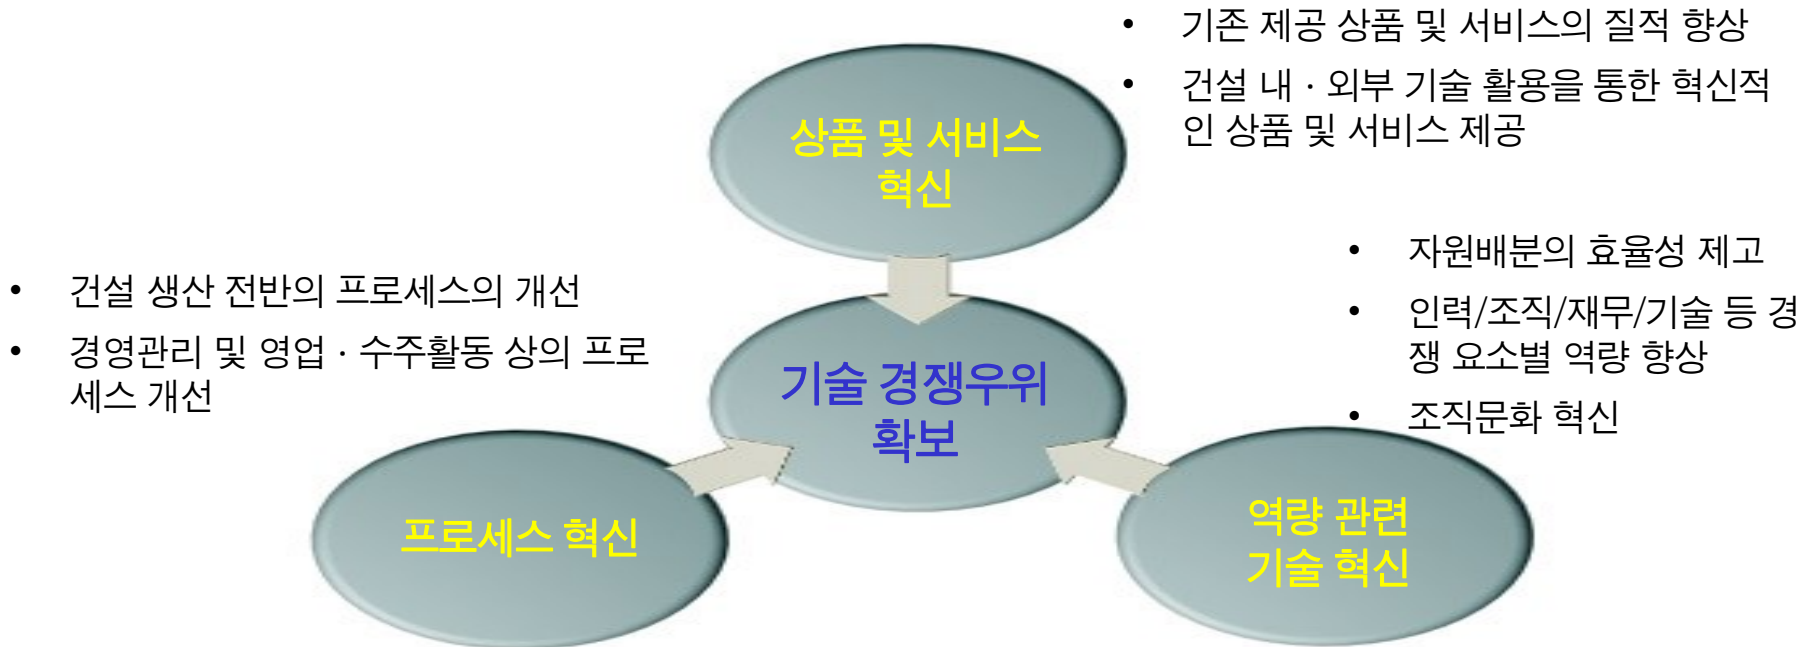 • 기존 제공 상품 및 서비스의 질적 향상
• 건설 내 · 외부 기술 활용을 통한 혁신적
인 상품 및 서비스 제공
상품 및 서비스
혁신
• 건설 생산 전반의 프로세스의 개선
• 경영관리 및 영업 · 수주활동 상의 프로
세스 개선
• 자원배분의 효율성 제고
• 인력/조직/재무/기술 등 경
쟁 요소별 역량 향상
• 조직문화 혁신
기술 경쟁우위
확보
프로세스 혁신
역량 관련
기술 혁신